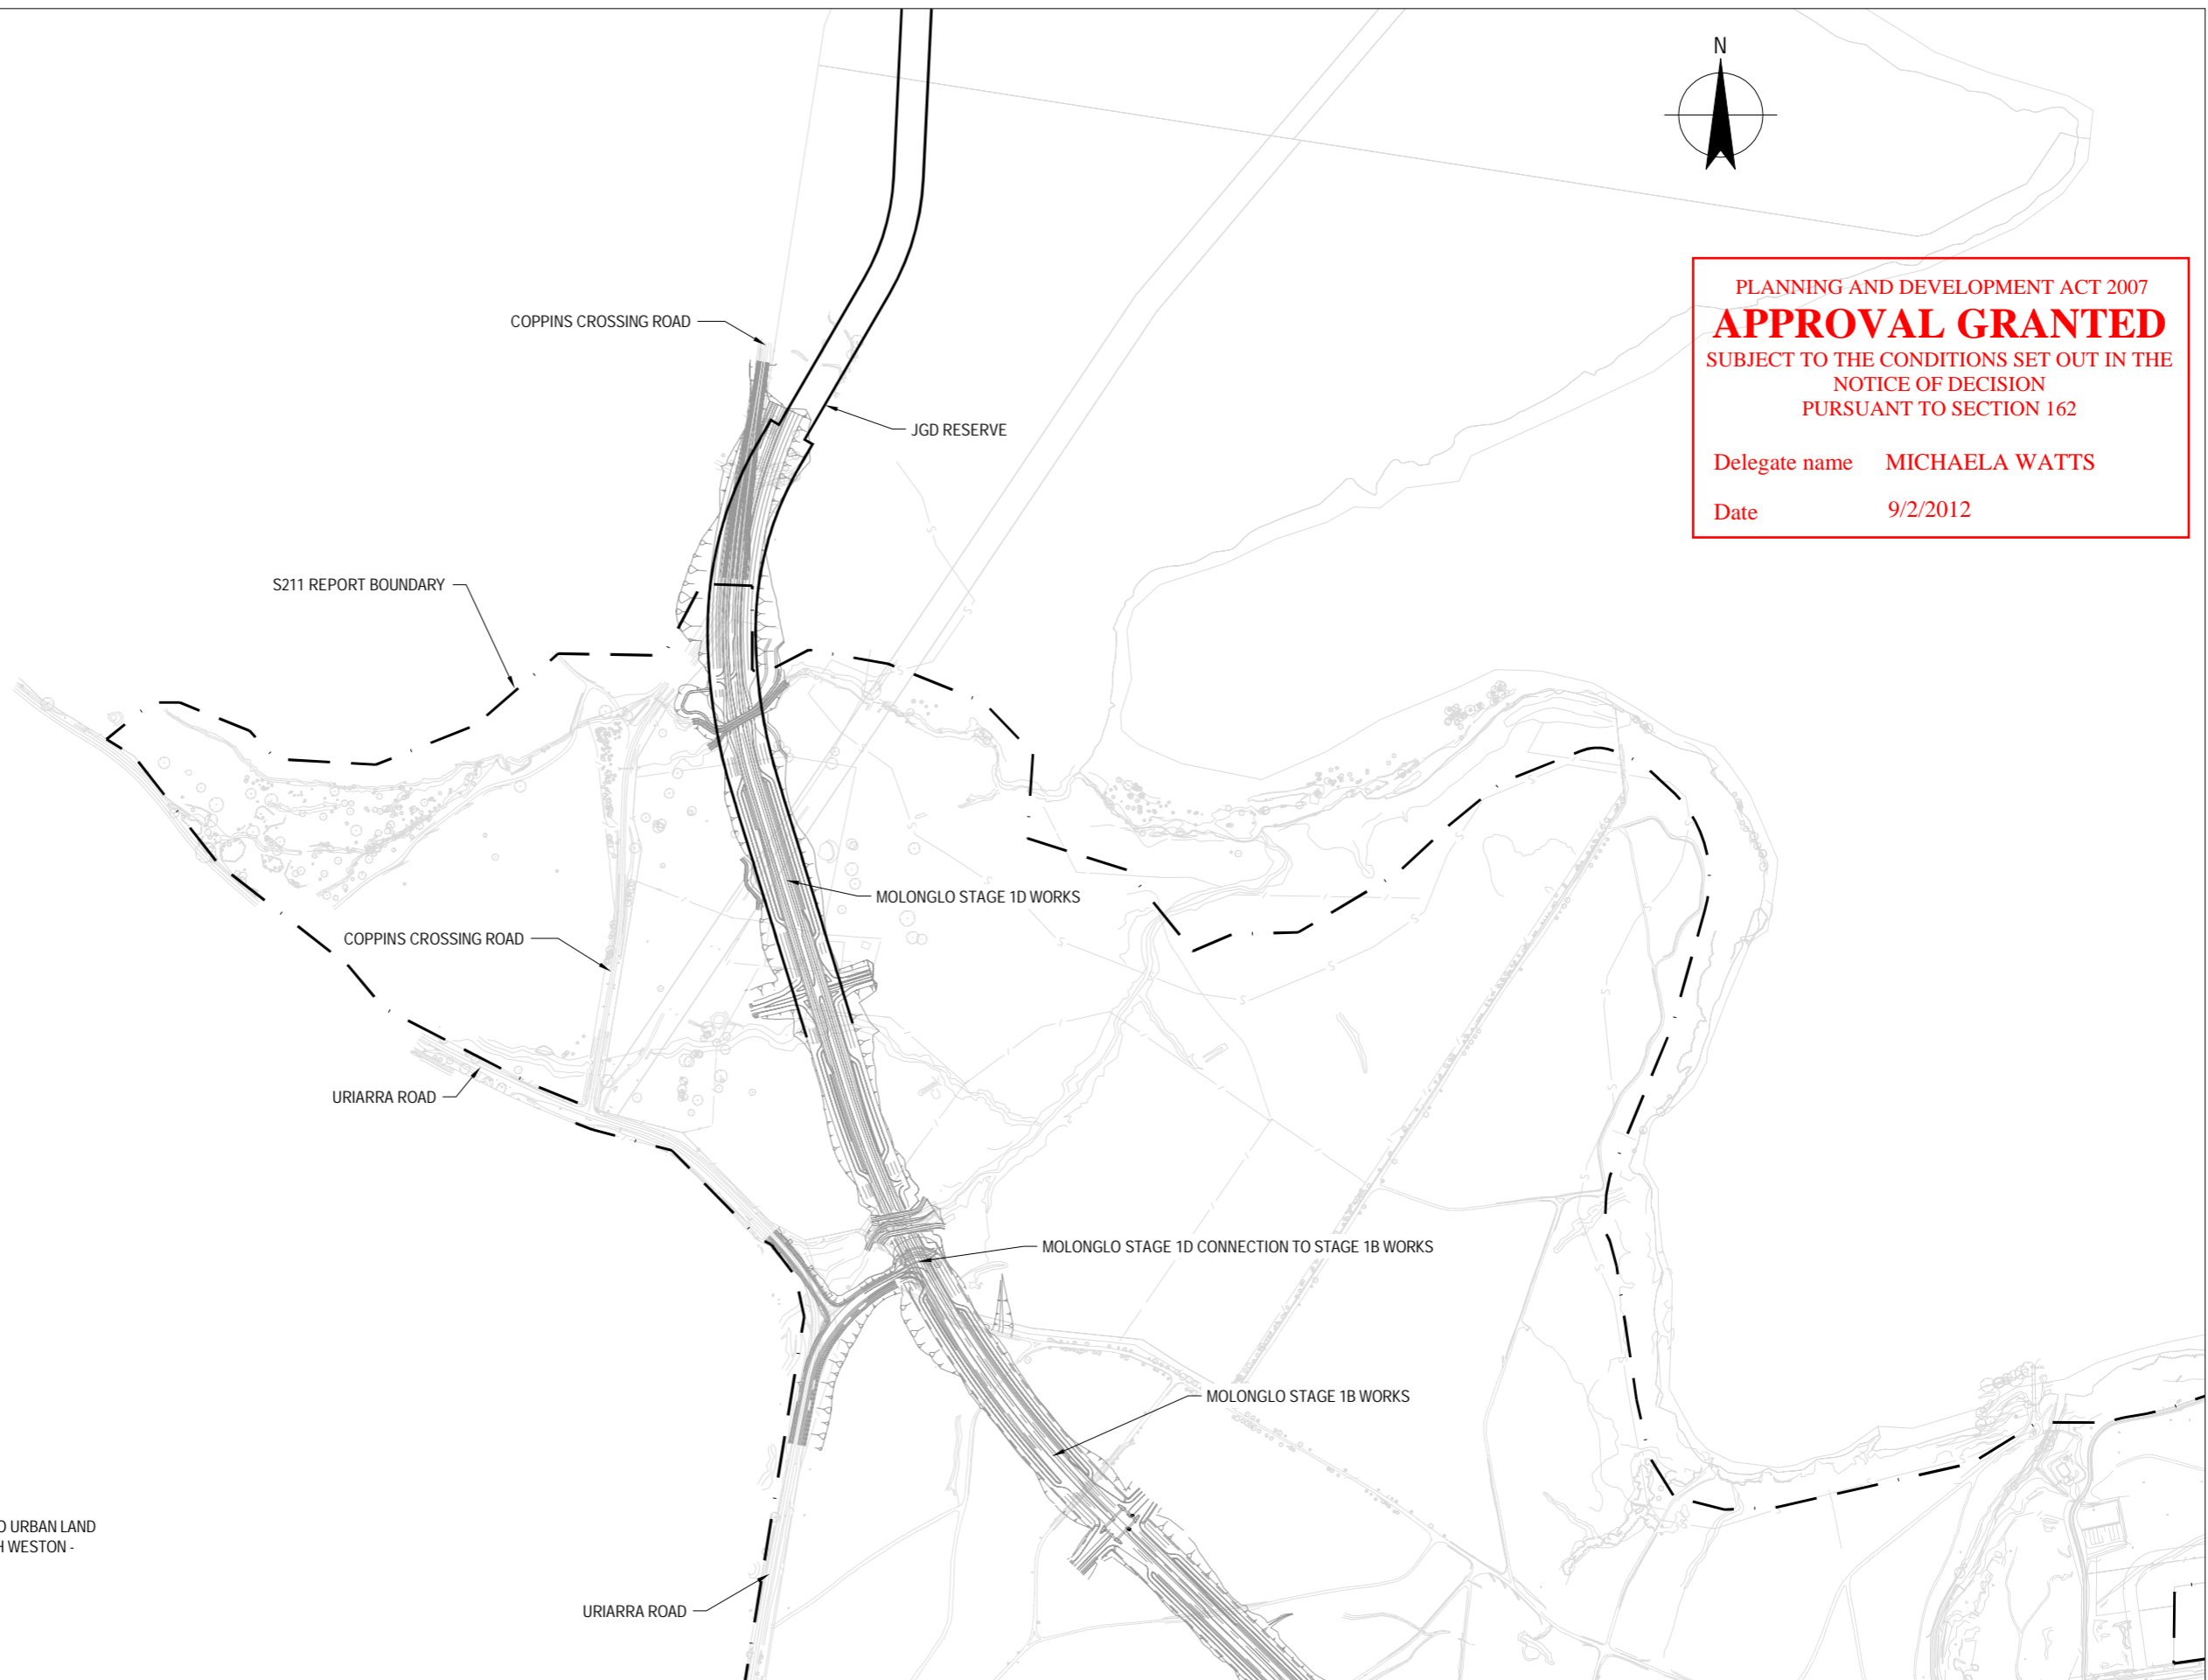 N
PLANNING AND DEVELOPMENT ACT 2007
APPROVAL GRANTED
SUBJECT TO THE CONDITIONS SET OUT IN THE
NOTICE OF DECISION
PURSUANT TO SECTION 162
Delegate name MICHAELA WATTS
Date 9/2/2012
COPPINS CROSSING ROAD
JGD RESERVE
S211 REPORT BOUNDARY
MOLONGLO STAGE 1D WORKS
COPPINS CROSSING ROAD
URIARRA ROAD
MOLONGLO STAGE 1D CONNECTION TO STAGE 1B WORKS
MOLONGLO STAGE 1B WORKS
URBAN LAND
WESTON -
URIARRA ROAD